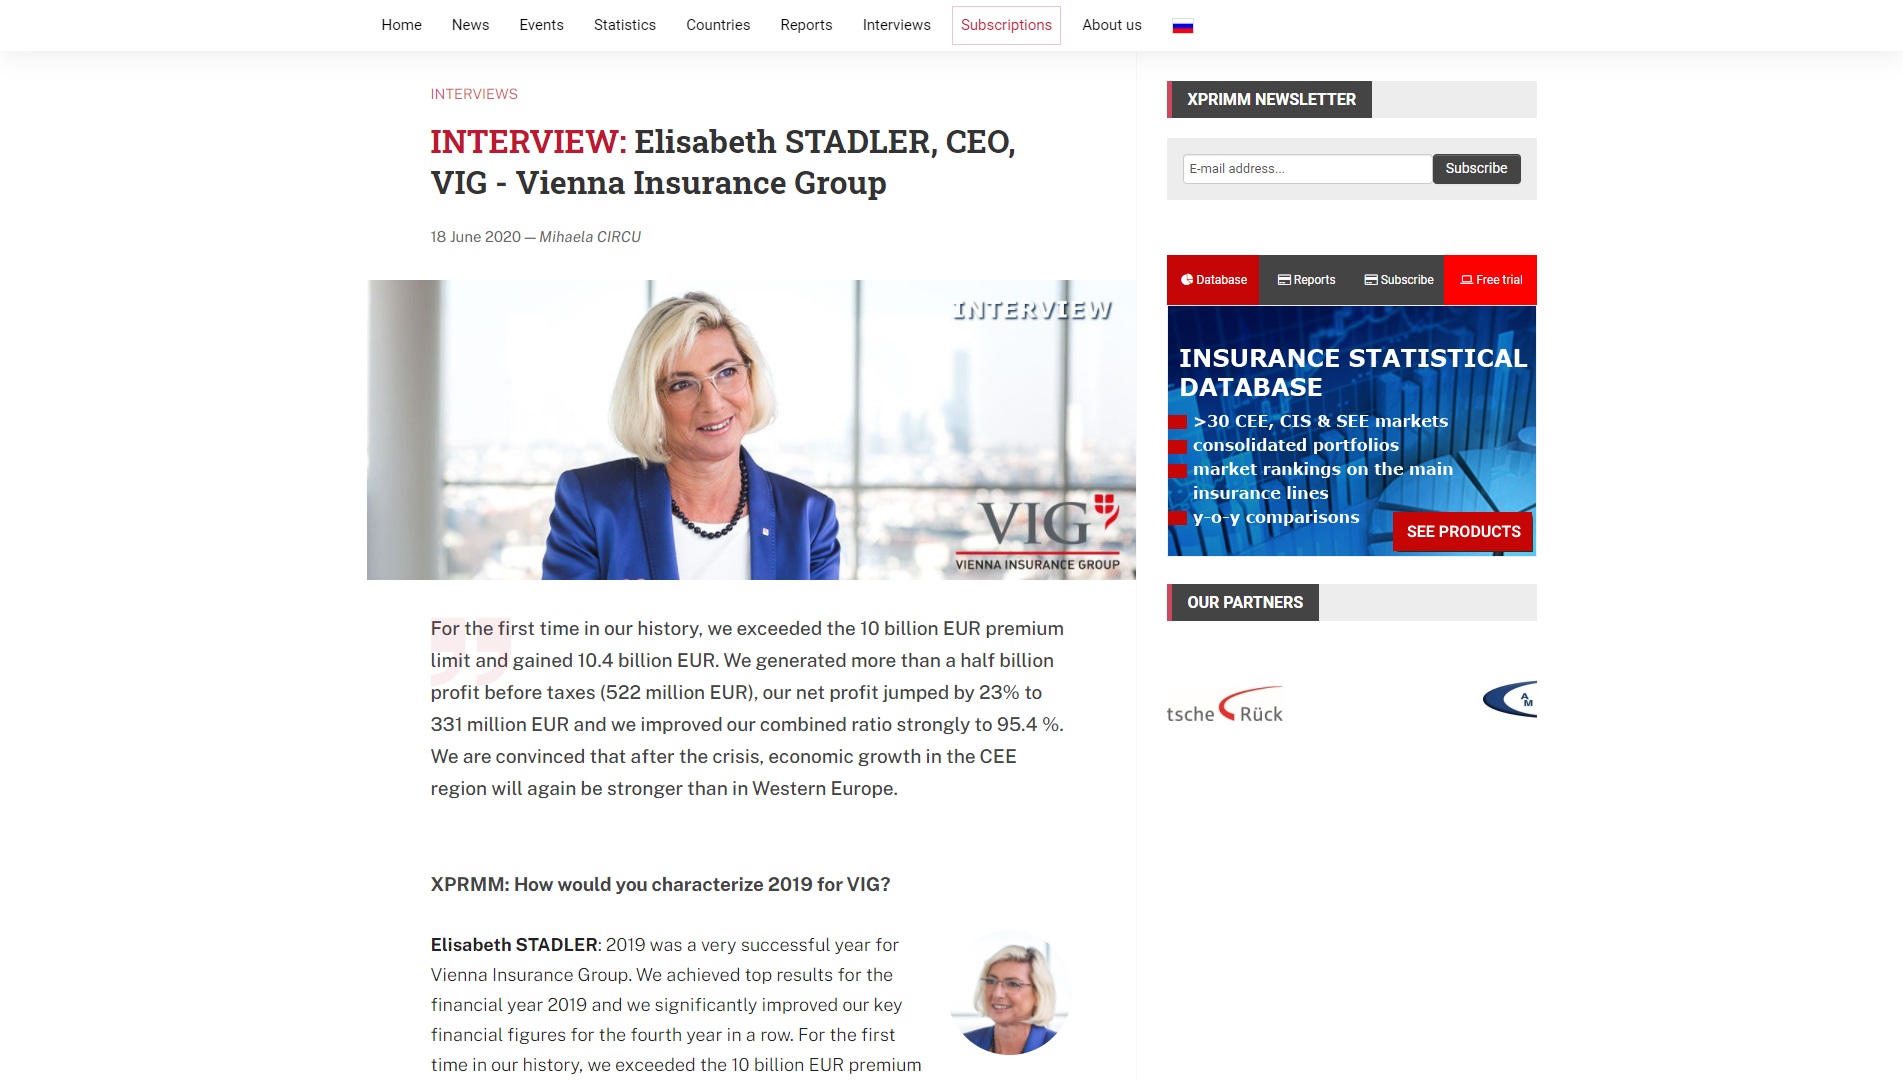 Home News Events Statistics Countries Reports Interviews Subscriptions About us
INTERVIEWS
INTERVIEW: Elisabeth STADLER, CEO,
VIG - Vienna Insurance Group
18 June 2020 — Mihaela CIRCU
INTERVIEW
VIG
VIENNA INSURANCE GROUP
For the first time in our history, we exceeded the 10 billion EUR premium
limit and gained 10.4 billion EUR. We generated more than a half billion
profit before taxes (522 million EUR), our net profit jumped by 23% to
331 million EUR and we improved our combined ratio strongly to 95.4 %.
We are convinced that after the crisis, economic growth in the CEE
region will again be stronger than in Western Europe.
XPRMM: How would you characterize 2019 for VIG?
Elisabeth STADLER: 2019 was a very successful year for
Vienna Insurance Group. We achieved top results for the
financial year 2019 and we significantly improved our key
financial figures for the fourth year in a row. For the first
time in our history, we exceeded the 10 billion EUR premium
XPRIMM NEWSLETTER
E-mail address... Subscribe
Database Reports Subscribe Free trial
INSURANCE STATISTICAL
DATABASE
>30 CEE, CIS & SEE markets
consolidated portfolios
market rankings on the main
insurance lines
y-o-y comparisons
SEE PRODUCTS
OUR PARTNERS
tsche Rück
A
M